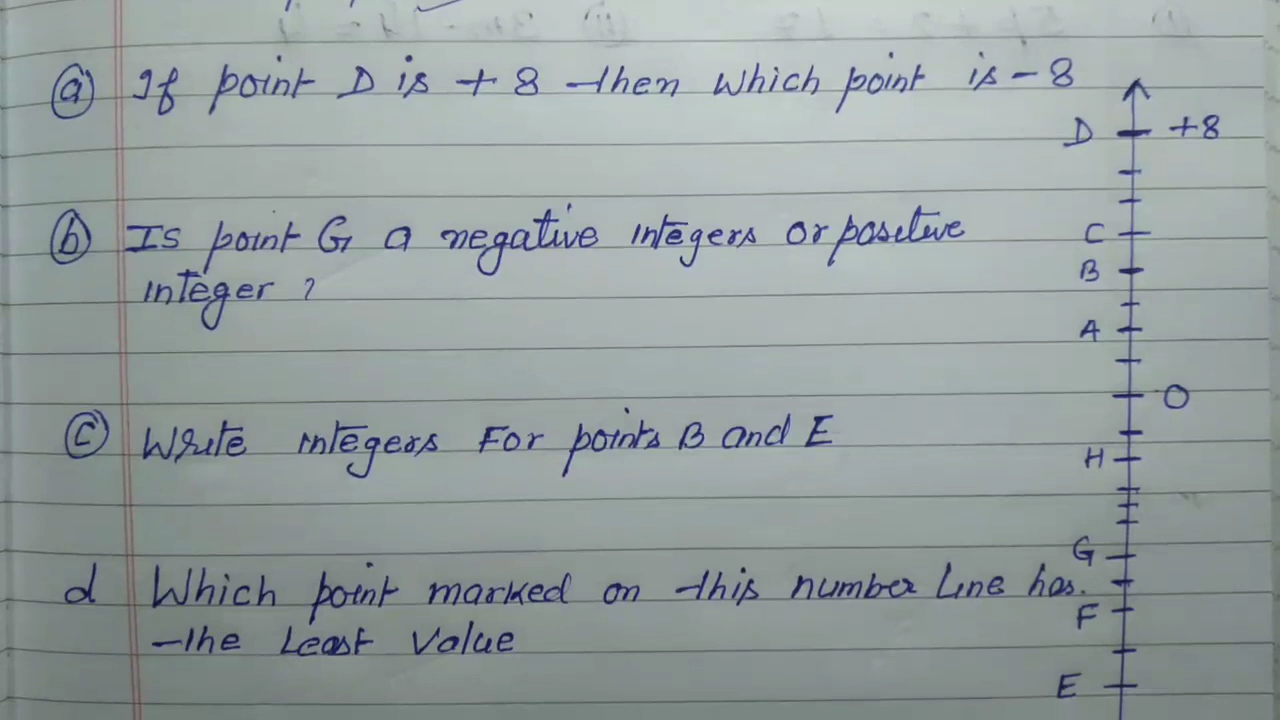 (a) If point D is + 8 then which point is - 8
D +8
(b) Is point G a negative integers or positive
integer ?
C
B
A
O
(c) Write integers For points B and E
H
G
d Which point marked on this number Line has.
the Least Value
F
E